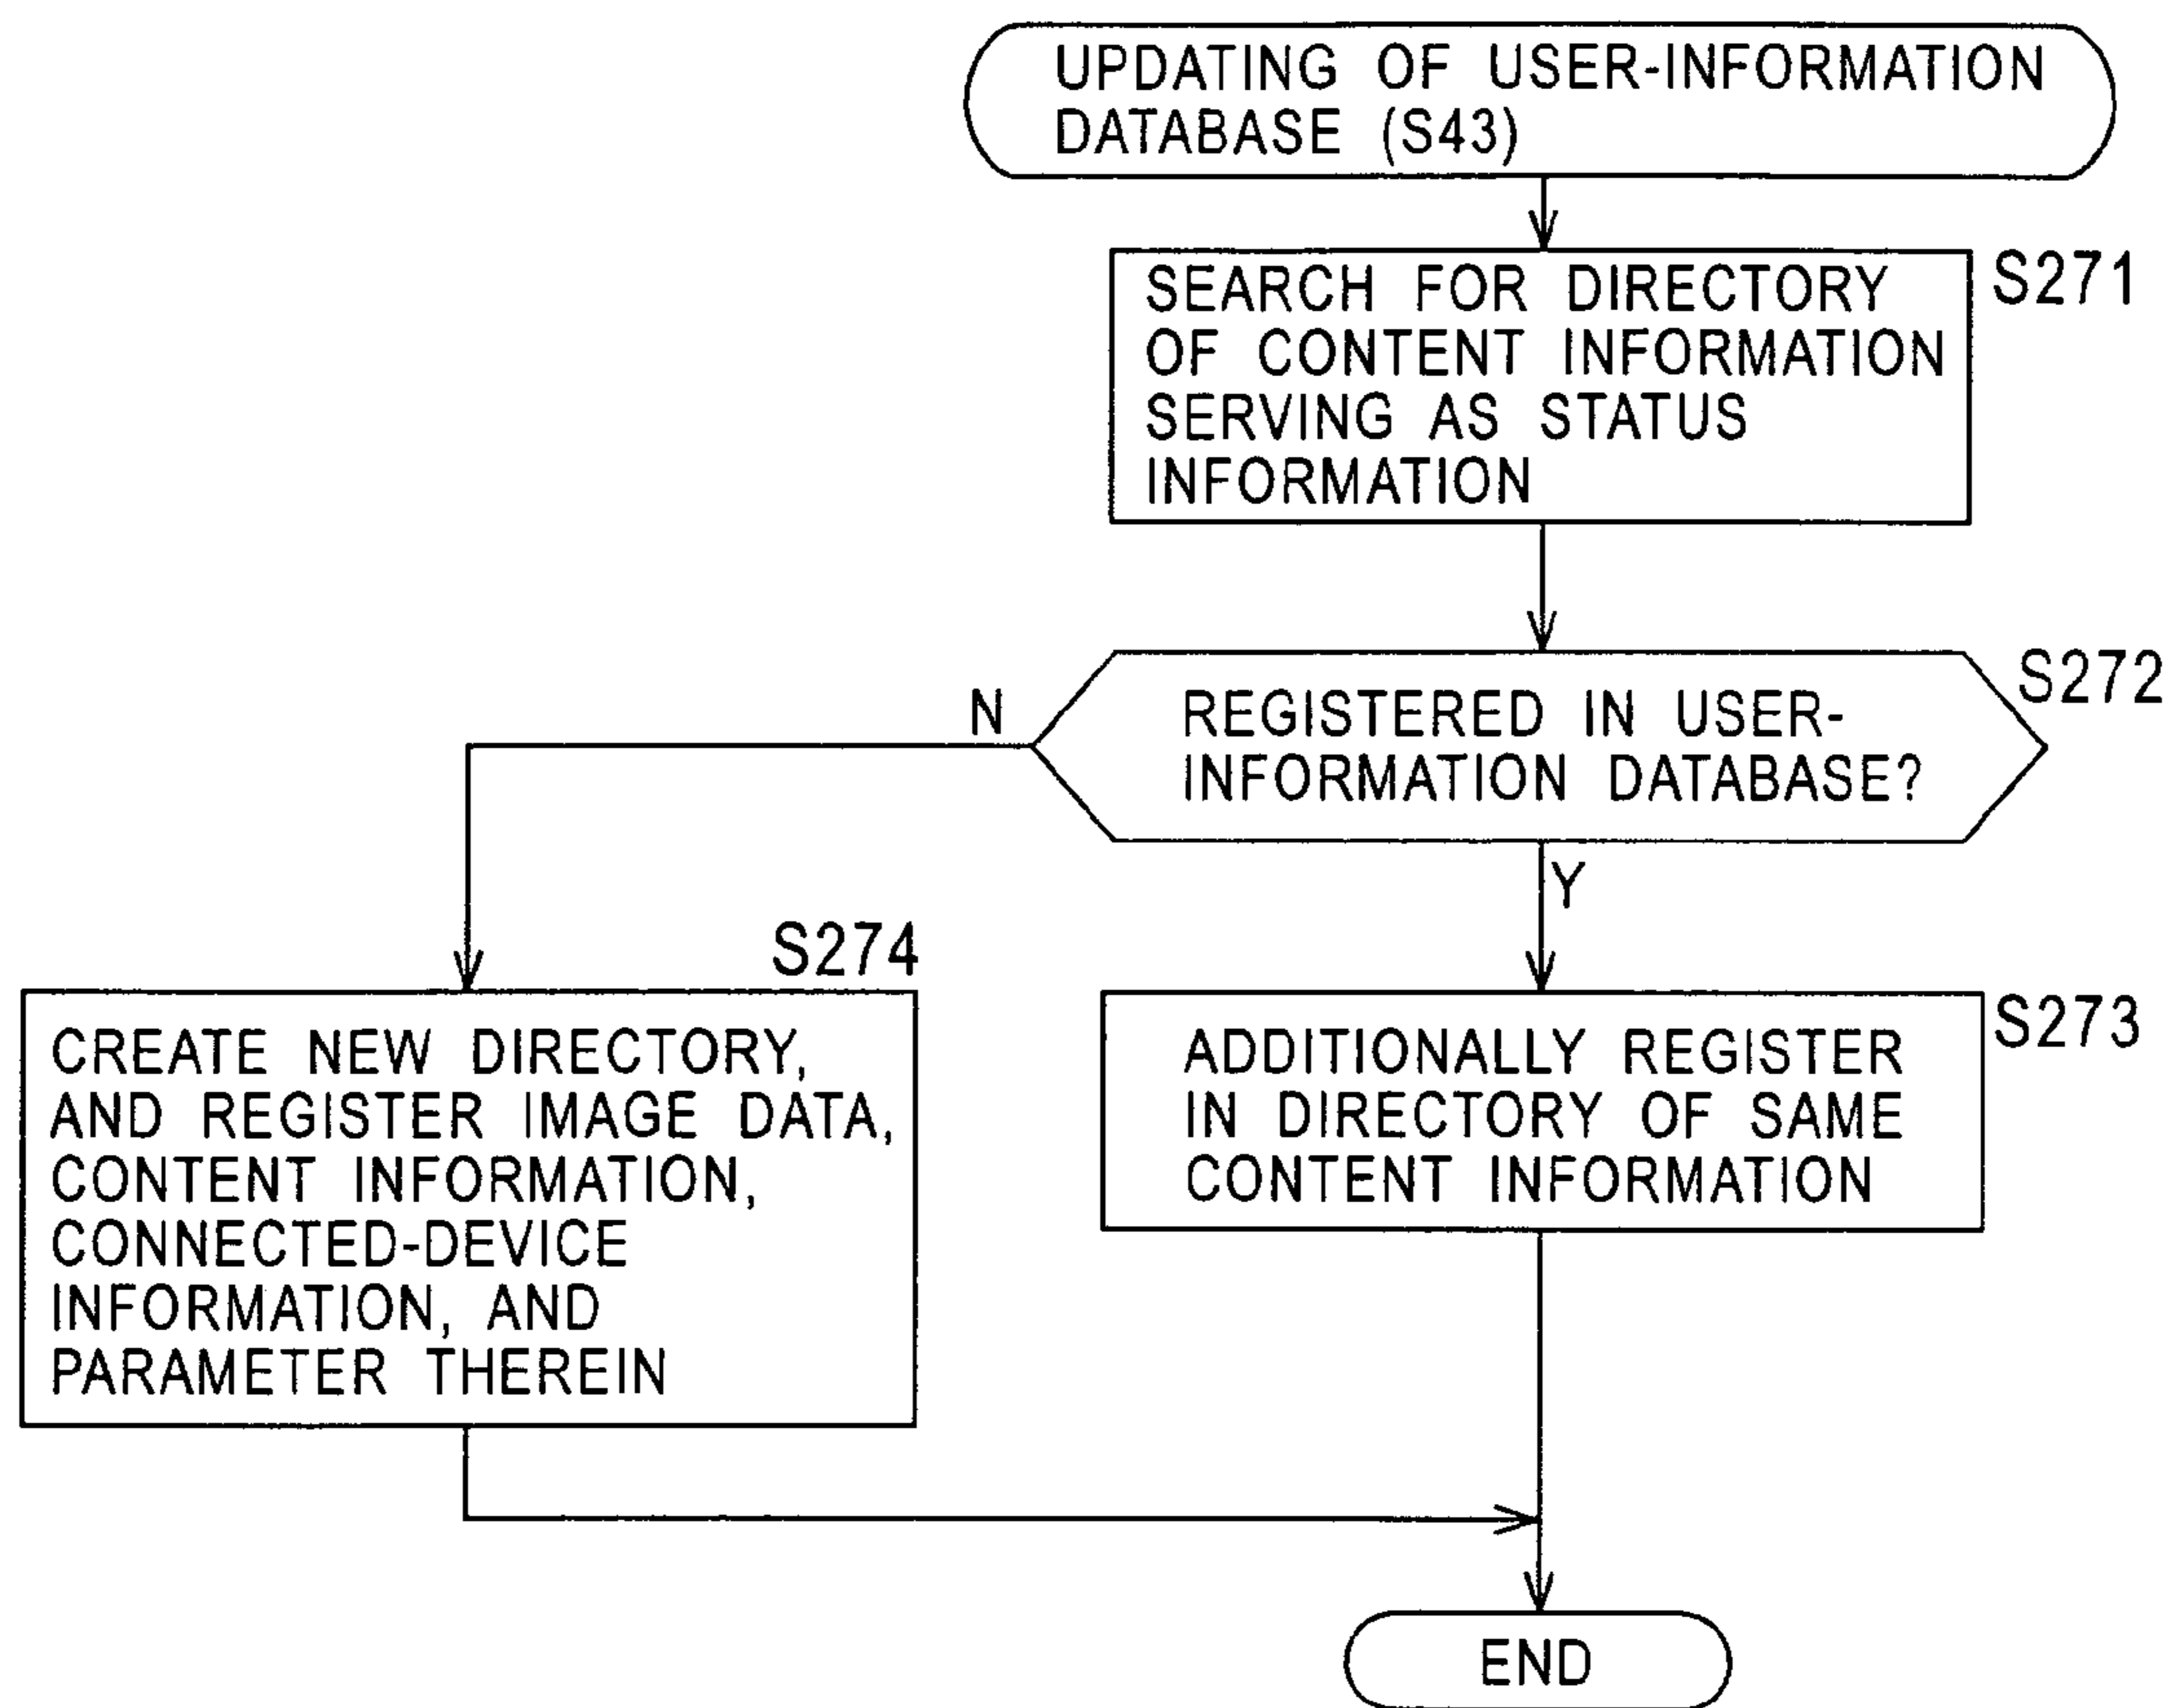 UPDATING OF USER-INFORMATION
DATABASE (S43)
SEARCH FOR DIRECTORY
OF CONTENT INFORMATION
SERVING AS STATUS
INFORMATION
S271
REGISTERED IN USER-
INFORMATION DATABASE?
S272
N
Y
S274
CREATE NEW DIRECTORY,
AND REGISTER IMAGE DATA,
CONTENT INFORMATION,
CONNECTED-DEVICE
INFORMATION, AND
PARAMETER THEREIN
ADDITIONALLY REGISTER
IN DIRECTORY OF SAME
CONTENT INFORMATION
S273
END